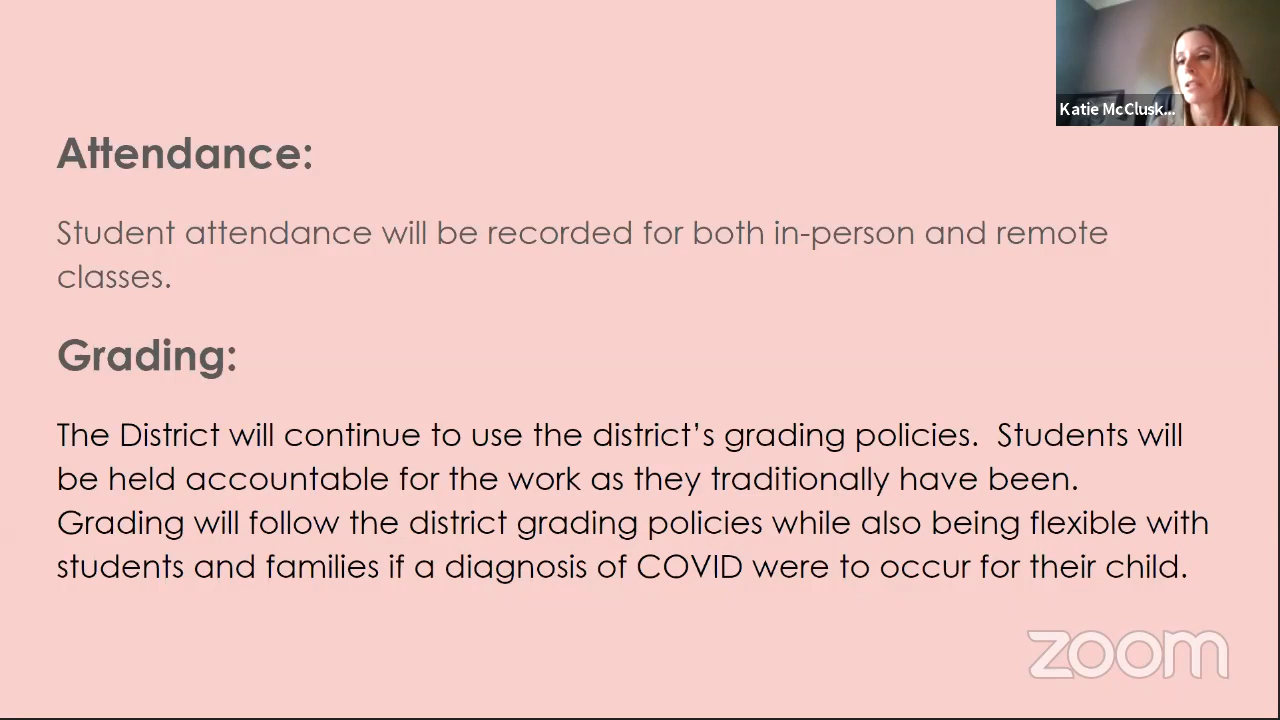 Katie McClusk...
Attendance:
Student attendance will be recorded for both in-person and remote
classes.
Grading:
The District will continue to use the district’s grading policies.  Students will
be held accountable for the work as they traditionally have been.
Grading will follow the district grading policies while also being flexible with
students and families if a diagnosis of COVID were to occur for their child.
zoom